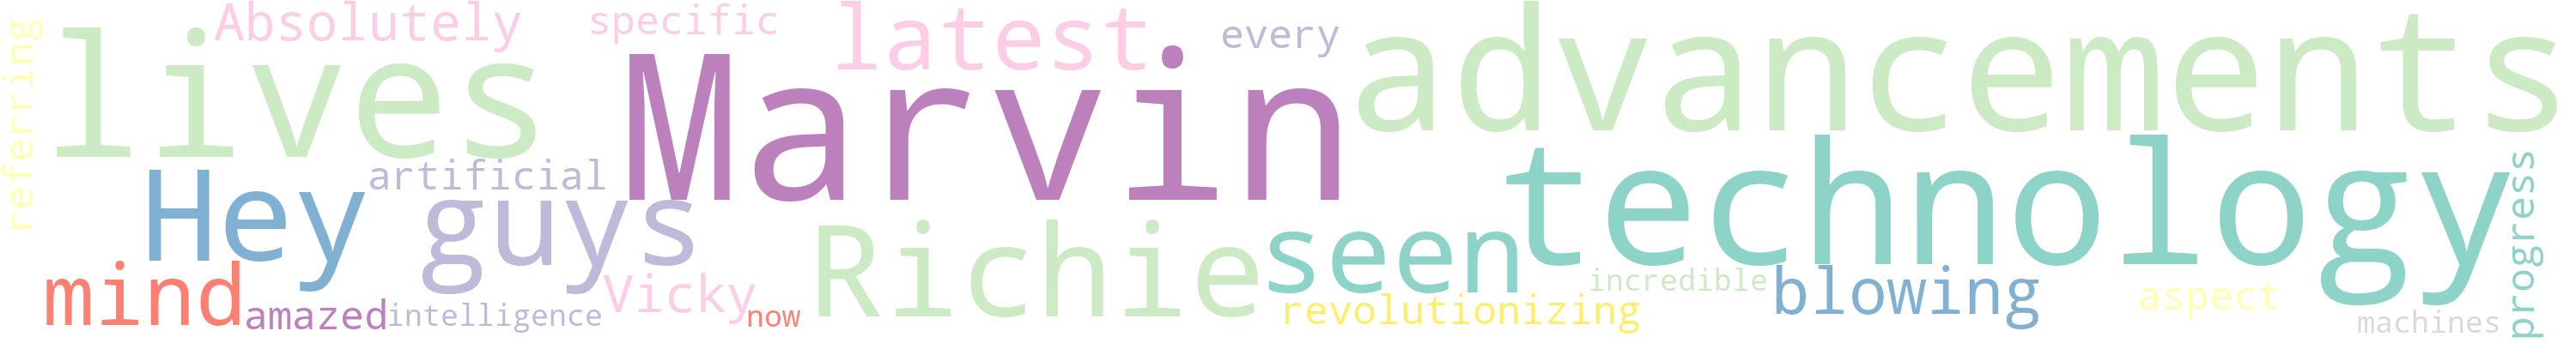 referring
lives
Absolutely
specific
latest
every
advancements
Marvin
Hey
artificial
guys
technology
Richie
seen
progress
mind
amazed
intelligence
Vicky
now
revolutionizing
incredible
blowing
aspect
machines